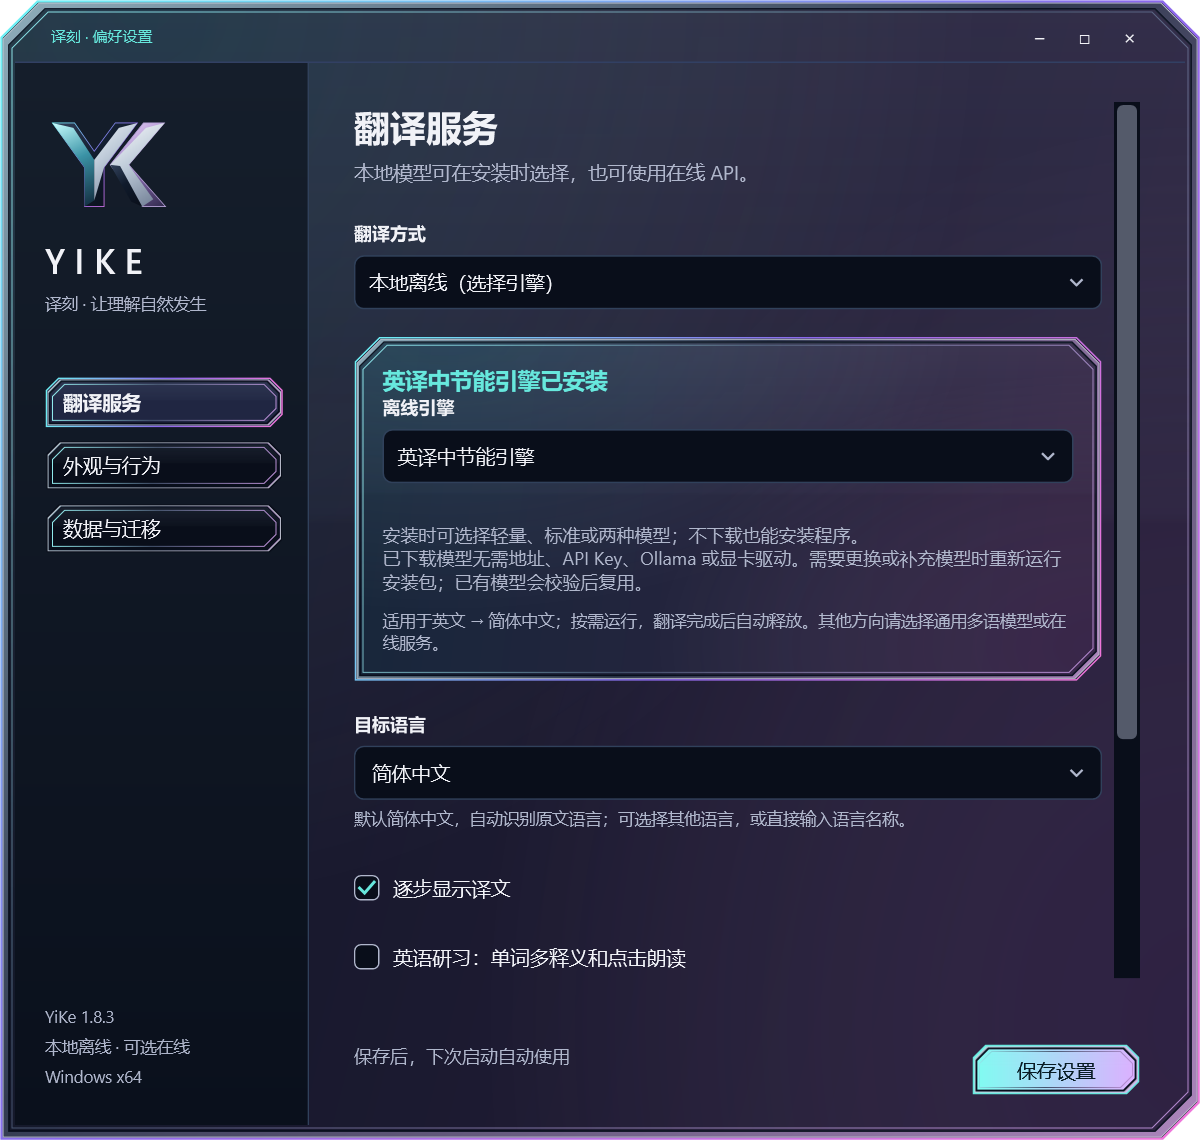 译刻 · 偏好设置
YK
YIKE
译刻 · 让理解自然发生
翻译服务
外观与行为
数据与迁移
YiKe 1.8.3
本地离线 · 可选在线
Windows x64
翻译服务
本地模型可在安装时选择，也可使用在线 API。
翻译方式
本地离线（选择引擎）
英译中节能引擎已安装
离线引擎
英译中节能引擎
安装时可选择轻量、标准或两种模型；不下载也能安装程序。
已下载模型无需地址、API Key、Ollama 或显卡驱动。需要更换或补充模型时重新运行
安装包；已有模型会校验后复用。
适用于英文 → 简体中文；按需运行，翻译完成后自动释放。其他方向请选择通用多语模型或在
线服务。
目标语言
简体中文
默认简体中文，自动识别原文语言；可选择其他语言，或直接输入语言名称。
逐步显示译文
英语研习：单词多释义和点击朗读
保存后，下次启动自动使用
保存设置